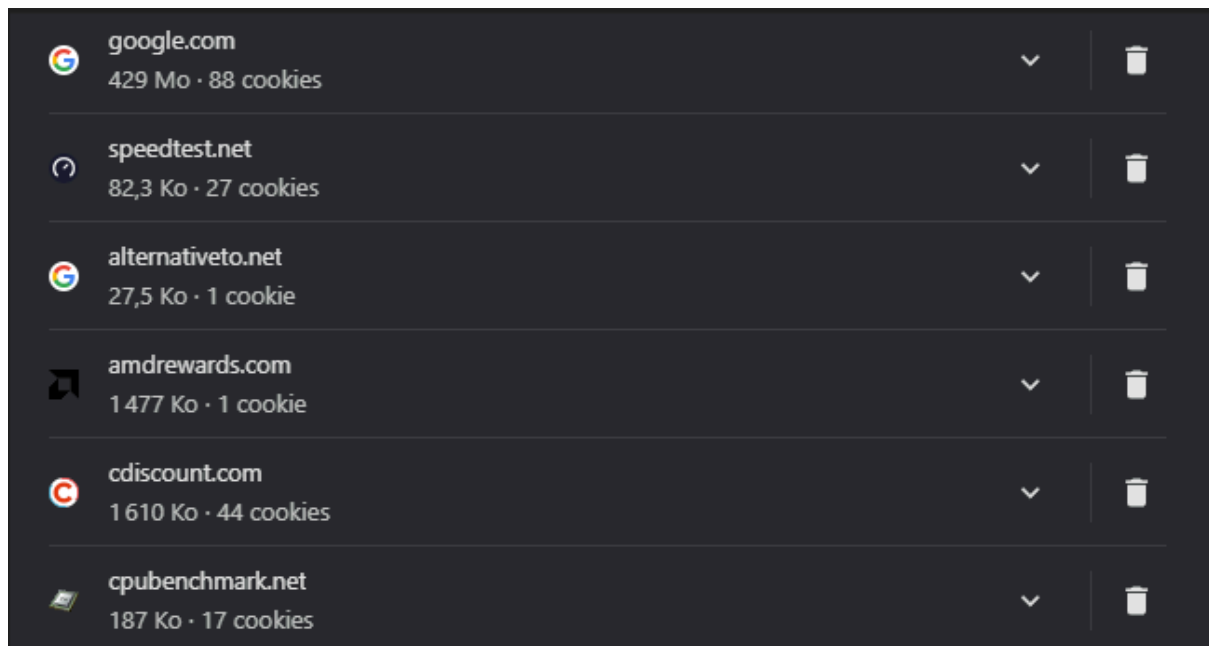 google.com
429 Mo · 88 cookies
speedtest.net
82,3 Ko · 27 cookies
alternativeto.net
27,5 Ko · 1 cookie
amdrewards.com
1 477 Ko · 1 cookie
cdiscount.com
1 610 Ko · 44 cookies
cpubenchmark.net
187 Ko · 17 cookies